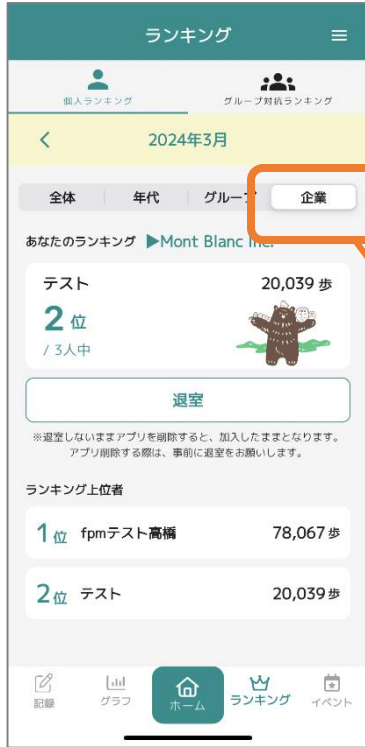 ランキング
個人ランキング
グループ対抗ランキング
2024年3月
全体 年代 グループ 企業
あなたのランキング ▶Mont Blanc Inc.
テスト 20,039 歩
2 位
/ 3人中
退室
※退室しないままアプリを削除すると、加入したままとなります。
アプリ削除する際は、事前に退室をお願いします。
ランキング上位者
1 位 fpmテスト高橋 78,067 歩
2 位 テスト 20,039 歩
記録 グラフ ホーム ランキング イベント